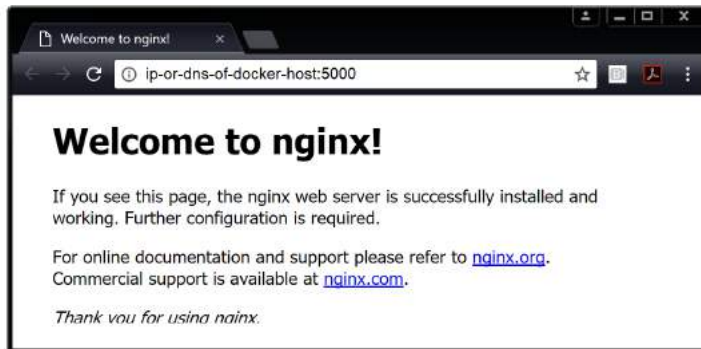 Welcome to nginx!
ip-or-dns-of-docker-host:5000
Welcome to nginx!
If you see this page, the nginx web server is successfully installed and
working. Further configuration is required.
For online documentation and support please refer to nginx.org.
Commercial support is available at nginx.com.
Thank you for using nginx.